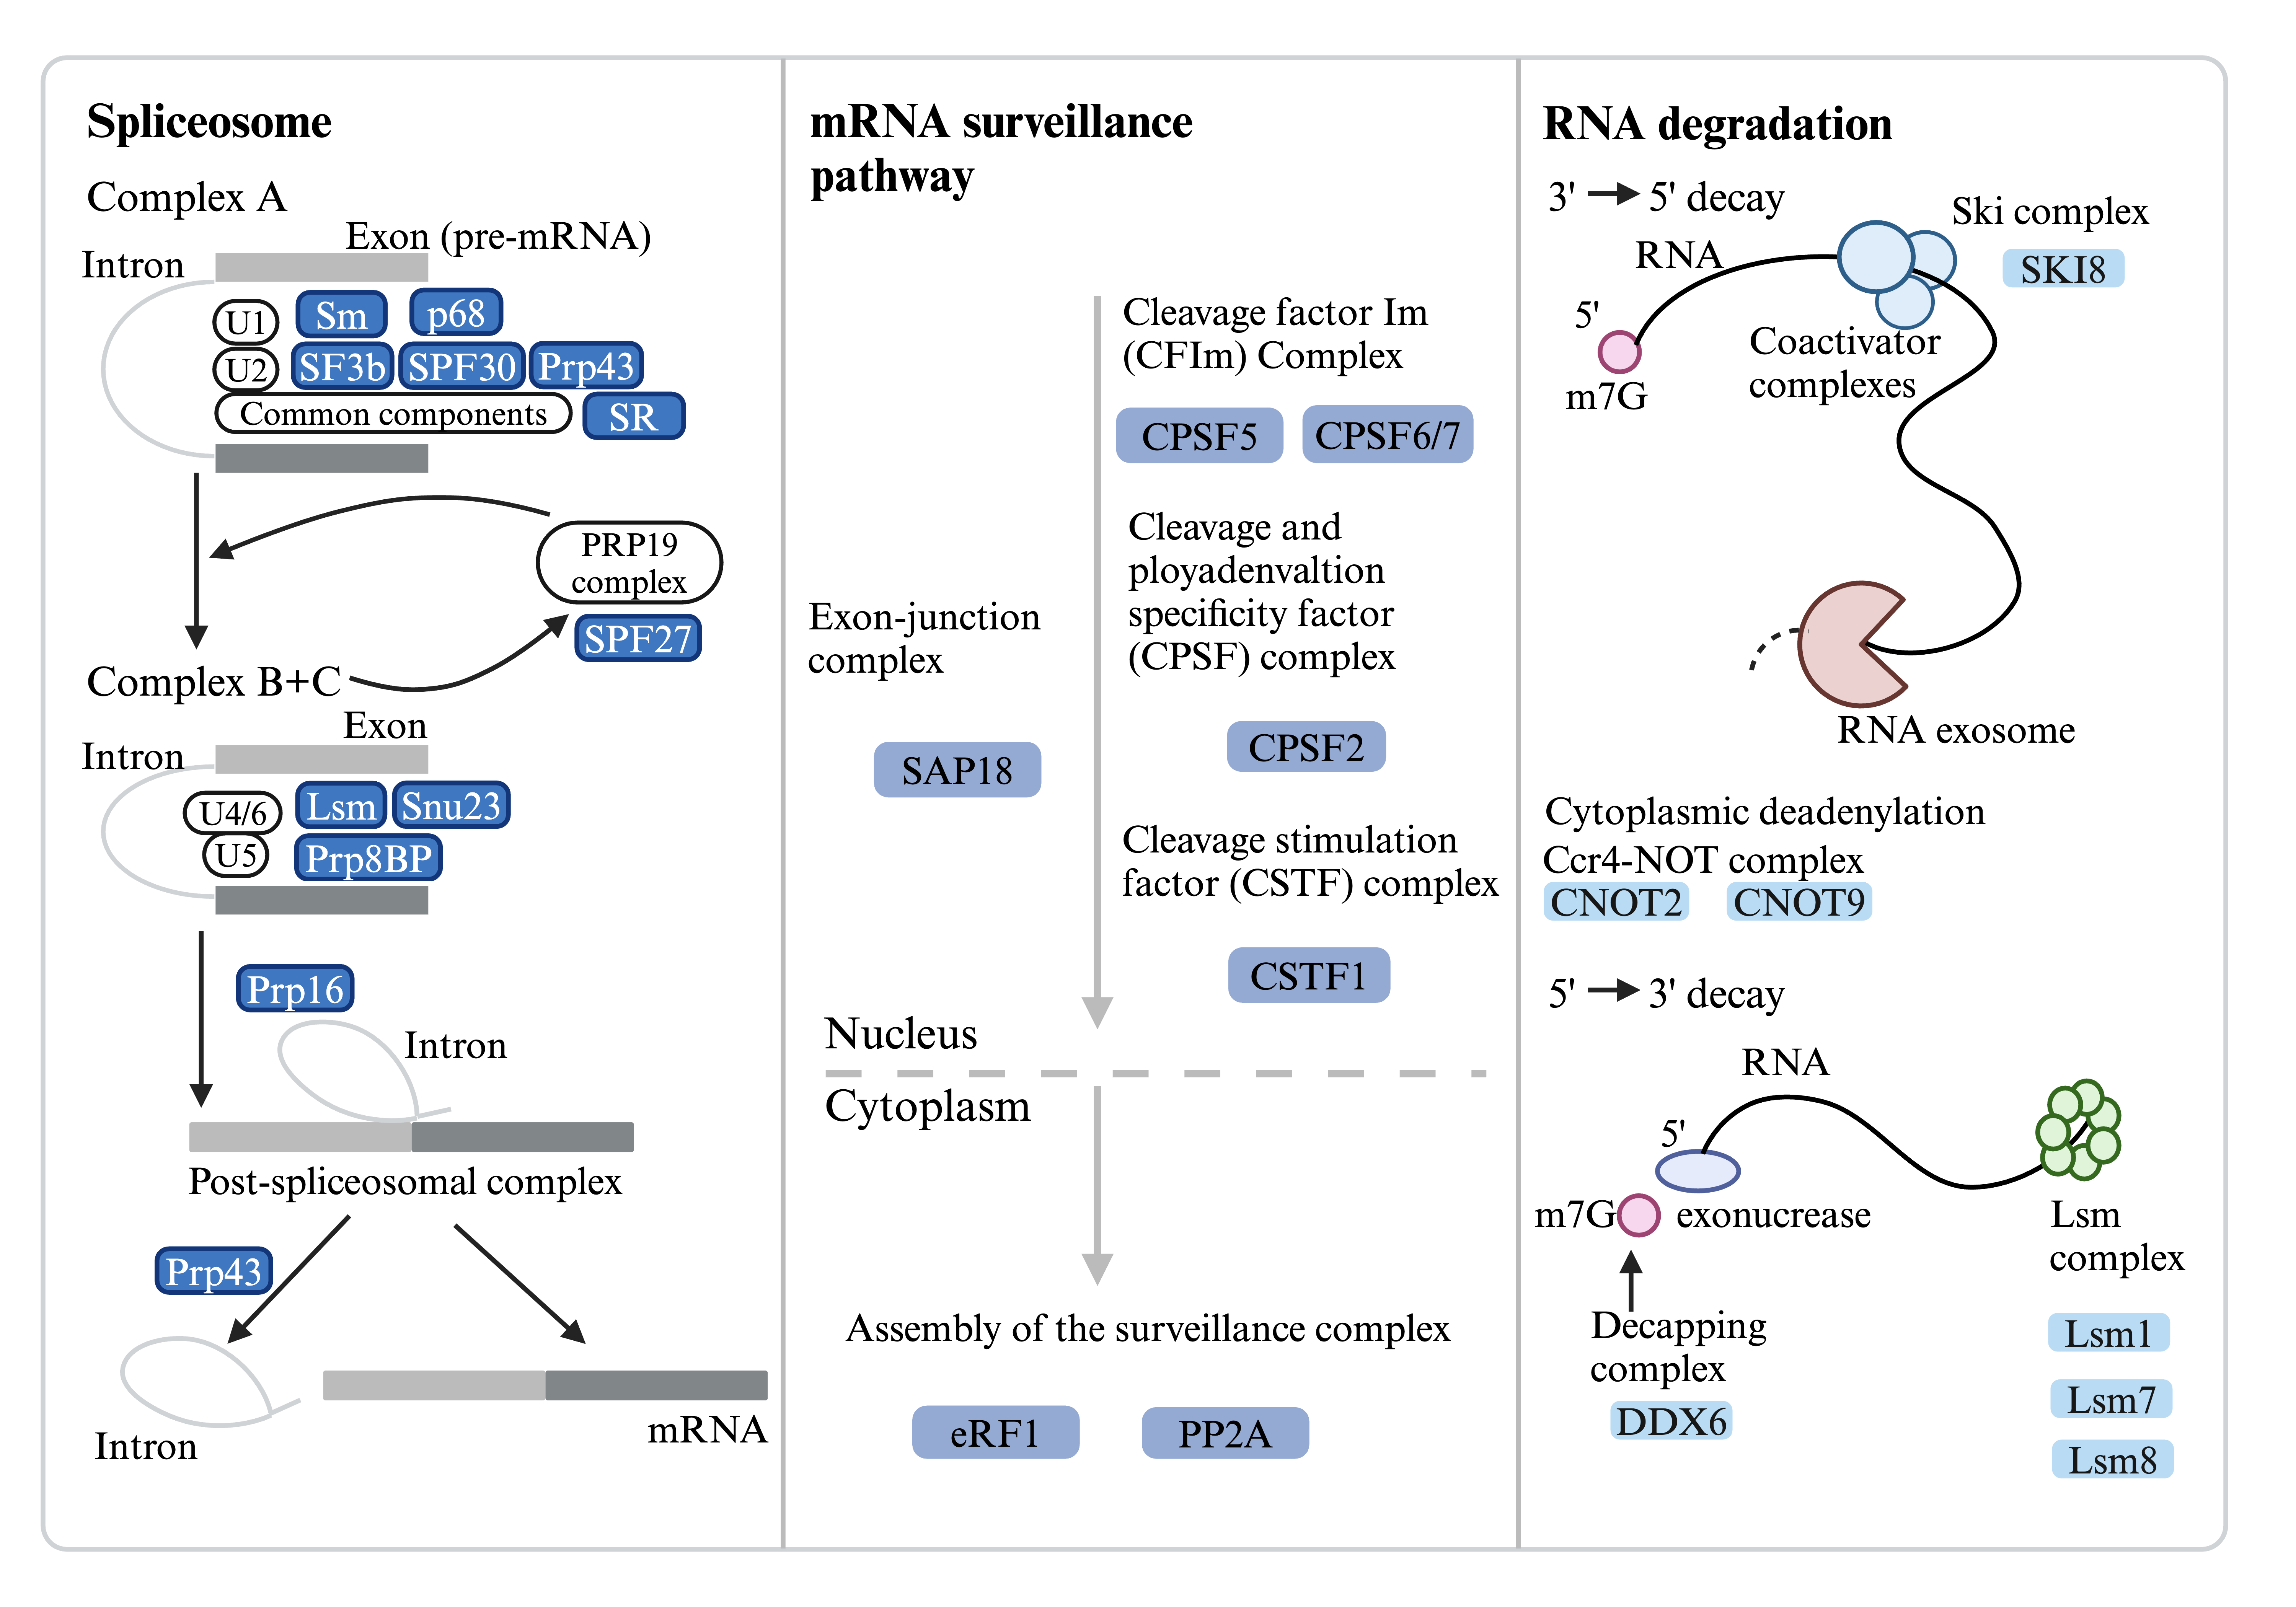 Spliceosome
Complex A
Exon (pre-mRNA)
Intron
U1 Sm p68
U2 SF3b SPF30 Prp43
Common components SR
PRP19
complex
SPF27
Complex B+C
Exon
Intron
U4/6 Lsm Snu23
U5 Prp8BP
Prp16
Intron
Post-spliceosomal complex
Prp43
Intron
mRNA
mRNA surveillance
pathway
Cleavage factor Im
(CFIm) Complex
CPSF5 CPSF6/7
Cleavage and
ployadenvaltion
specificity factor
(CPSF) complex
Exon-junction
complex
CPSF2
SAP18
Cleavage stimulation
factor (CSTF) complex
CSTF1
Nucleus
Cytoplasm
Assembly of the surveillance complex
eRF1 PP2A
RNA degradation
3' 5' decay
Ski complex
SKI8
RNA
5'
m7G
Coactivator
complexes
RNA exosome
Cytoplasmic deadenylation
Ccr4-NOT complex
CNOT2 CNOT9
5' 3' decay
RNA
5'
m7G exonucrease
Lsm
complex
Decapping
complex
DDX6
Lsm1
Lsm7
Lsm8